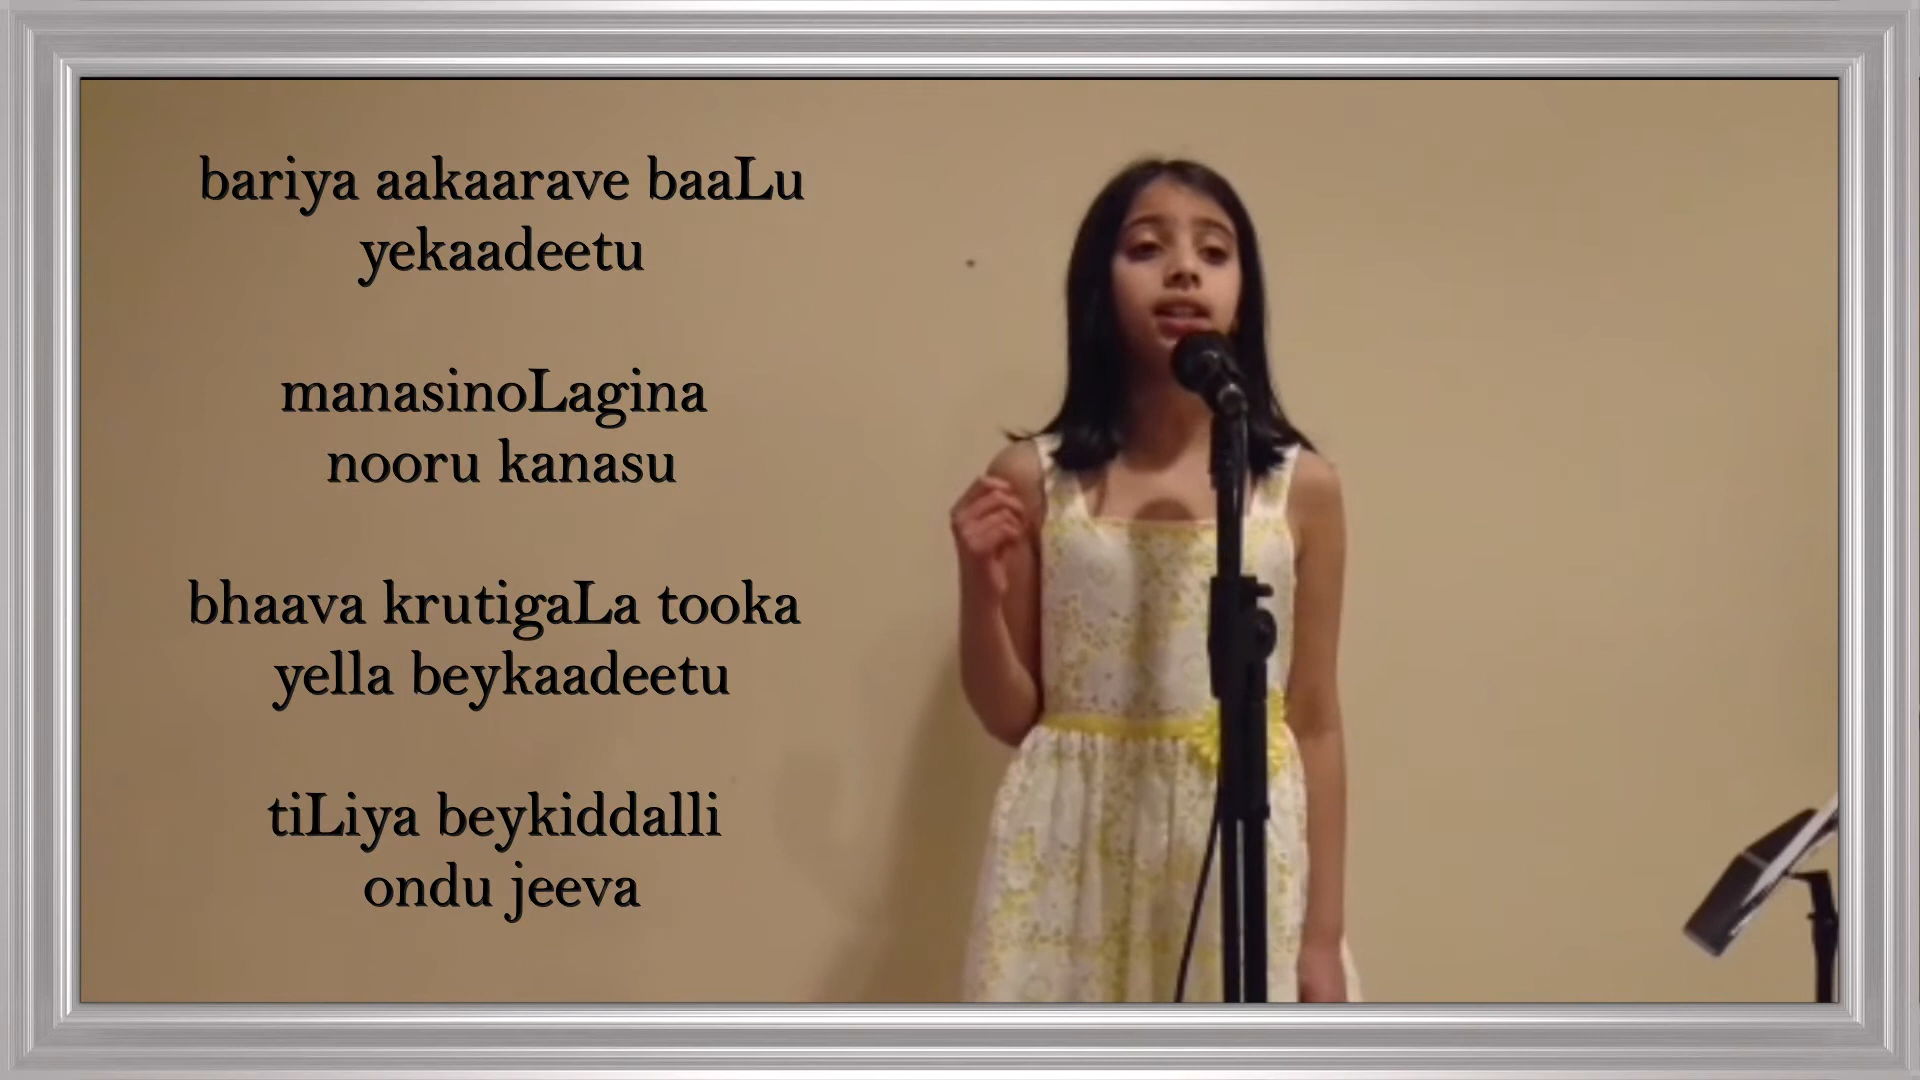 bariya aakaarave baaLu
yekaadeetu
manasinoLagina
nooru kanasu
bhaava krutigaLa tooka
yella beykaadeetu
tiLiya beykiddalli
ondu jeeva